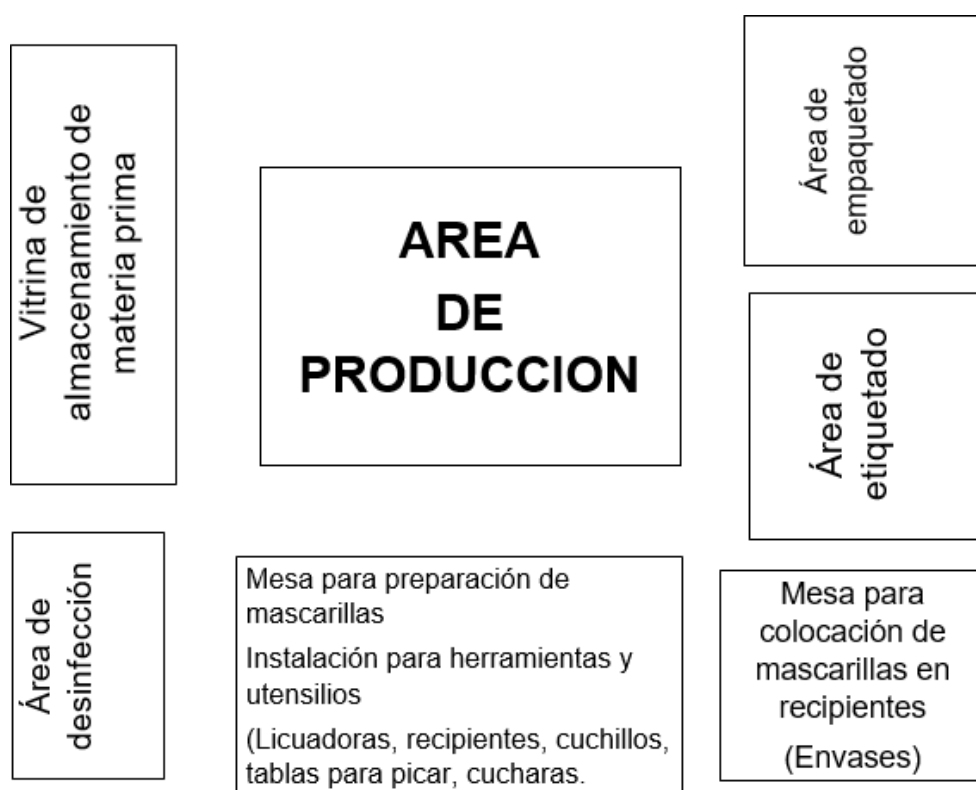 Vitrina de
almacenamiento de
materia prima
AREA
DE
PRODUCCION
Área de
empaquetado
Área de
etiquetado
Área de
desinfección
Mesa para preparación de
mascarillas
Instalación para herramientas y
utensilios
(Licuadoras, recipientes, cuchillos,
tablas para picar, cucharas.
Mesa para
colocación de
mascarillas en
recipientes
(Envases)